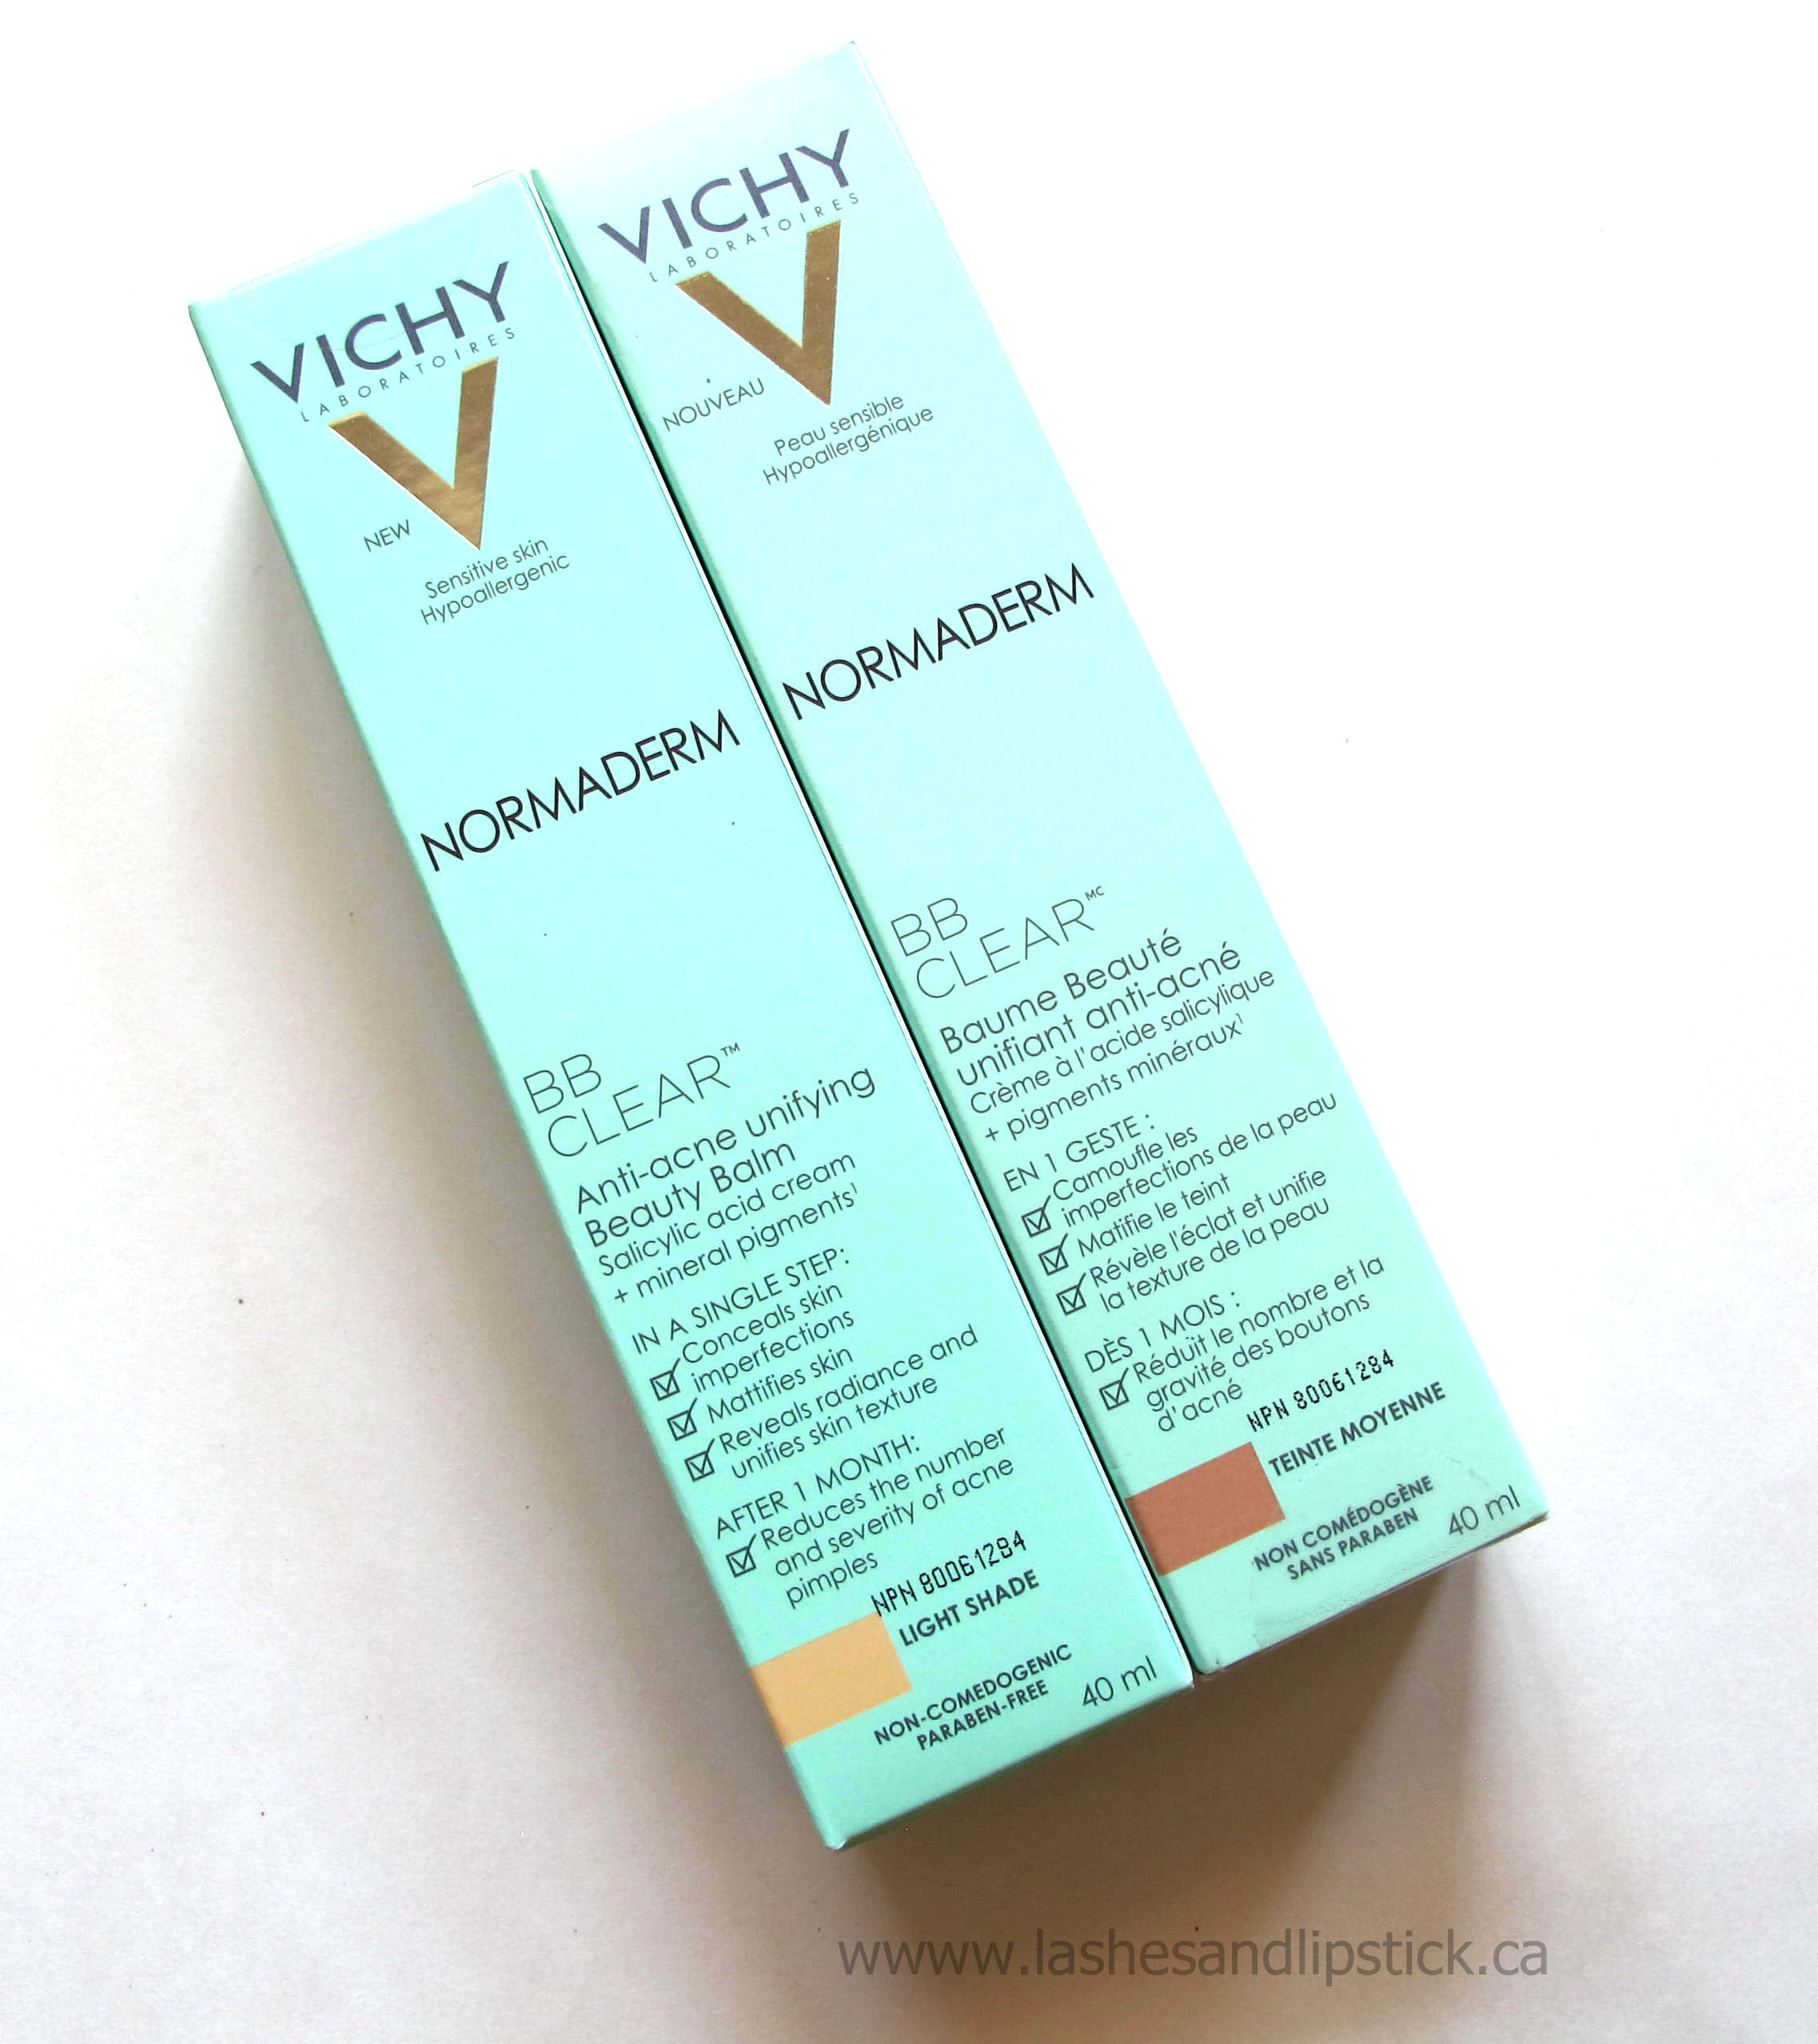 VICHY
LABORATOIRES
NEW
Sensitive skin
Hypoallergenic
NORMADERM
BB
CLEAR™
Anti-acne unifying
Beauty Balm
Salicylic acid cream
+ mineral pigments¹
IN A SINGLE STEP:
Conceals skin
imperfections
Mattifies skin
Reveals radiance and
unifies skin texture
AFTER 1 MONTH:
Reduces the number
and severity of acne
pimples
NPN 80061284
LIGHT SHADE
NON-COMEDOGENIC
PARABEN-FREE
40 ml
VICHY
LABORATOIRES
NOUVEAU
Peau sensible
Hypoallergénique
NORMADERM
BB
CLEAR MC
Baume Beauté
unifiant anti-acné
Crème à l'acide salicylique
+ pigments minéraux¹
EN 1 GESTE :
Camoufle les
imperfections de la peau
Matifie le teint
Révèle l'éclat et unifie
la texture de la peau
DÈS 1 MOIS :
Réduit le nombre et la
gravité des boutons
d'acné
NPN 80061284
TEINTE MOYENNE
NON COMÉDOGÈNE
SANS PARABEN
40 ml
wwww.lashesandlipstick.ca